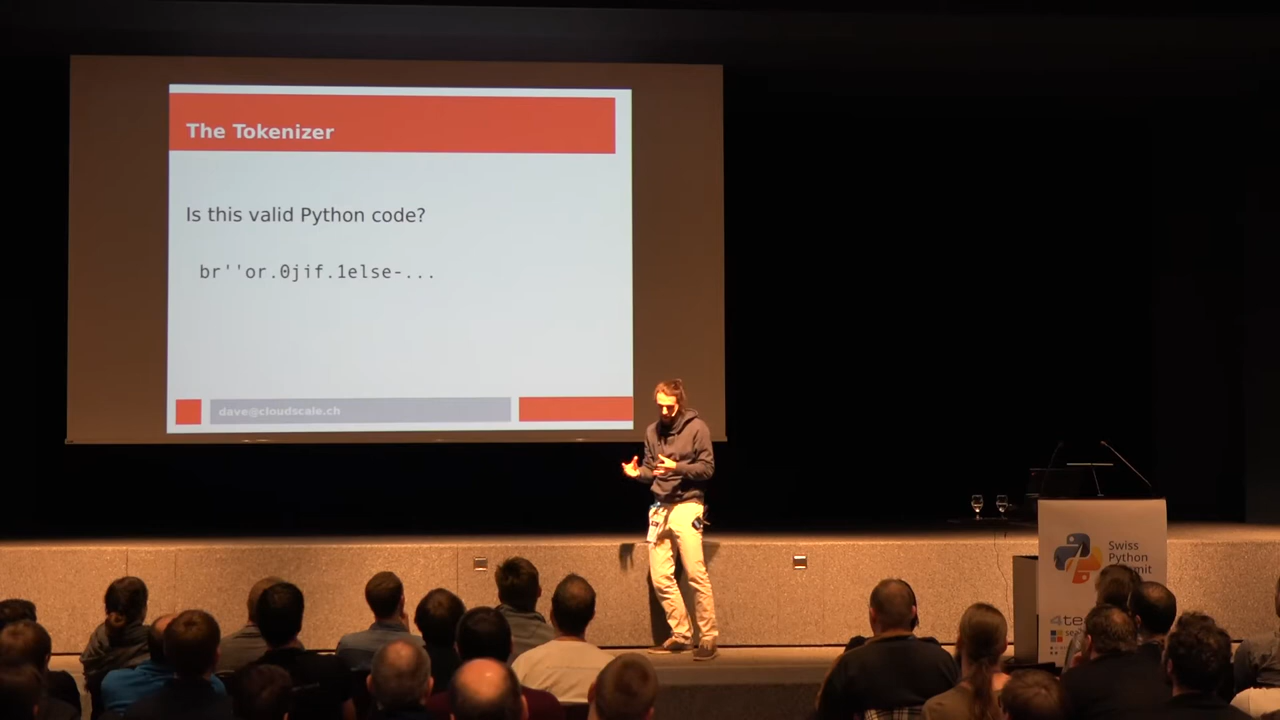 The Tokenizer
Is this valid Python code?
br''or.0jif.1else-...
dave@cloudscale.ch
Swiss
Python